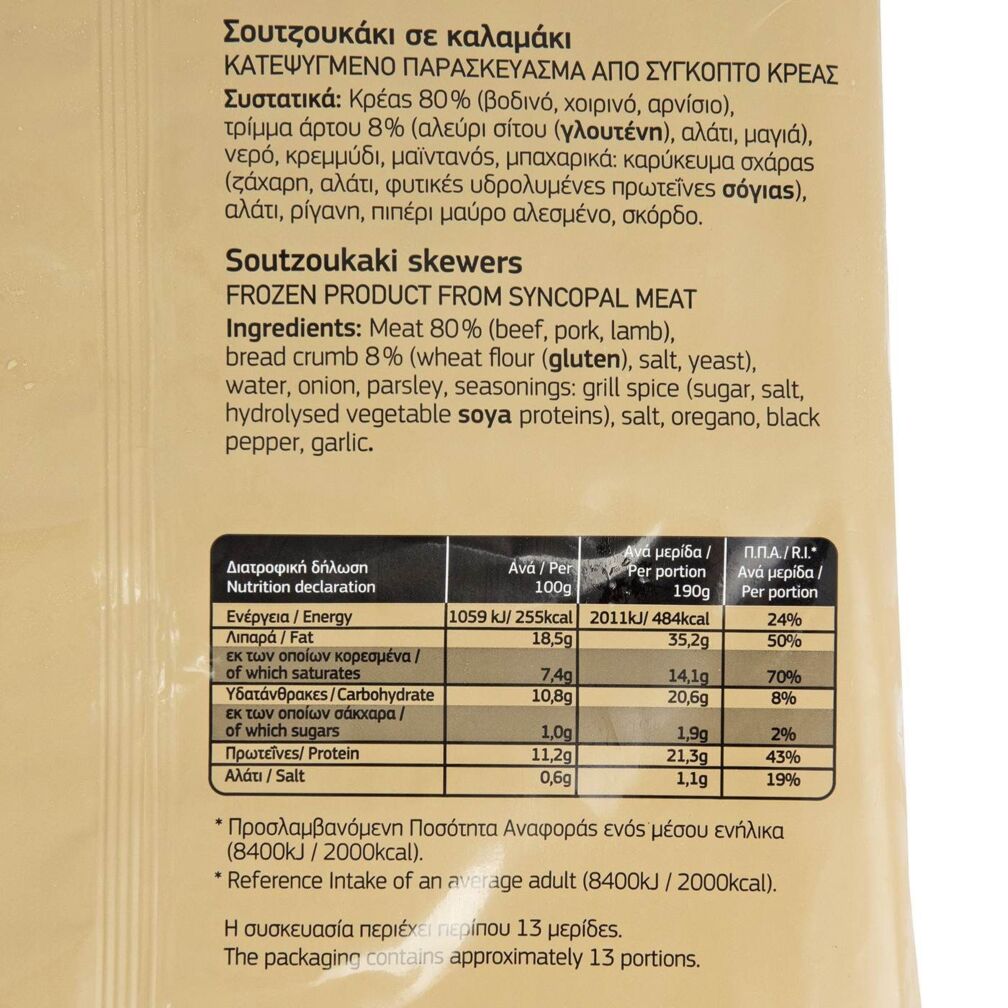 Σουτζουκάκι σε καλαμάκι
ΚΑΤΕΨΥΓΜΕΝΟ ΠΑΡΑΣΚΕΥΑΣΜΑ ΑΠΟ ΣΥΓΚΟΠΤΟ ΚΡΕΑΣ
Συστατικά: Κρέας 80% (βοδινό, χοιρινό, αρνίσιο),
τρίμμα άρτου 8% (αλεύρι σίτου (γλουτένη), αλάτι, μαγιά),
νερό, κρεμμύδι, μαϊντανός, μπαχαρικά: καρύκευμα σχάρας
(ζάχαρη, αλάτι, φυτικές υδρολυμένες πρωτεΐνες σόγιας),
αλάτι, ρίγανη, πιπέρι μαύρο αλεσμένο, σκόρδο.
Soutzoukaki skewers
FROZEN PRODUCT FROM SYNCOPAL MEAT
Ingredients: Meat 80% (beef, pork, lamb),
bread crumb 8% (wheat flour (gluten), salt, yeast),
water, onion, parsley, seasonings: grill spice (sugar, salt,
hydrolysed vegetable soya proteins), salt, oregano, black
pepper, garlic.
Διατροφική δήλωση
Nutrition declaration
Ανά / Per
100g
Ανά μερίδα /
Per portion
190g
Π.Π.Α./ R.I.*
Ανά μερίδα /
Per portion
Ενέργεια / Energy 1059 kJ/ 255kcal 2011kJ/ 484kcal 24%
Λιπαρά / Fat 18,5g 35,2g 50%
εκ των οποίων κορεσμένα /
of which saturates 7,4g 14,1g 70%
Υδατάνθρακες / Carbohydrate 10,8g 20,6g 8%
εκ των οποίων σάκχαρα /
of which sugars 1,0g 1,9g 2%
Πρωτεΐνες/ Protein 11,2g 21,3g 43%
Αλάτι / Salt 0,6g 1,1g 19%
* Προσλαμβανόμενη Ποσότητα Αναφοράς ενός μέσου ενήλικα
(8400kJ / 2000kcal).
* Reference Intake of an average adult (8400kJ / 2000kcal).
Η συσκευασία περιέχει περίπου 13 μερίδες.
The packaging contains approximately 13 portions.